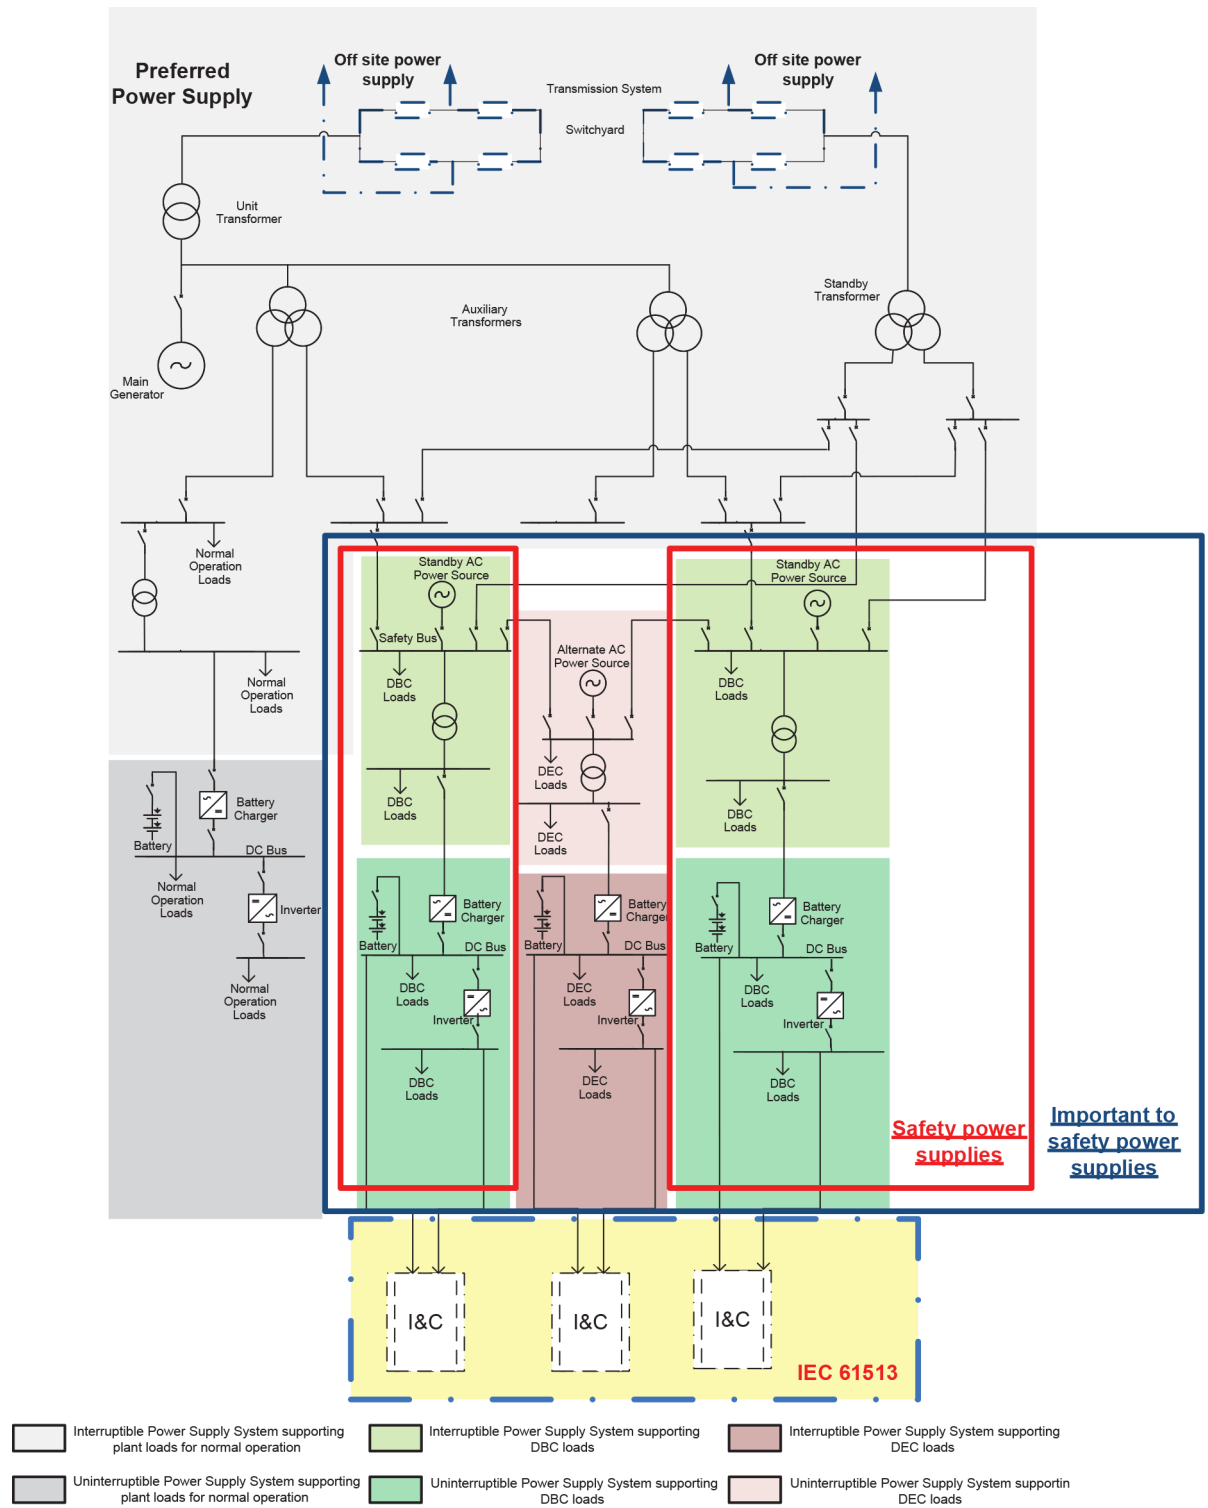 Preferred
Power Supply
Off site power
supply
Off site power
supply
Transmission System
Switchyard
Unit
Transformer
Auxiliary
Transformers
Standby
Transformer
Main
Generator
Normal
Operation
Loads
Normal
Operation
Loads
Standby AC
Power Source
Standby AC
Power Source
Safety Bus
Alternate AC
Power Source
DBC
Loads
DBC
Loads
DEC
Loads
DBC
Loads
DEC
Loads
DBC
Loads
Battery
Charger
Battery
DC Bus
Normal
Operation
Loads
Inverter
Normal
Operation
Loads
Battery
Charger
Battery
DC Bus
DBC
Loads
Inverter
DBC
Loads
Battery
Charger
Battery
DC Bus
DEC
Loads
Inverter
DEC
Loads
Battery
Charger
Battery
DC Bus
DBC
Loads
Inverter
DBC
Loads
Safety power
supplies
Important to
safety power
supplies
I&C
I&C
I&C
IEC 61513
Interruptible Power Supply System supporting
plant loads for normal operation
Interruptible Power Supply System supporting
DBC loads
Interruptible Power Supply System supporting
DEC loads
Uninterruptible Power Supply System supporting
plant loads for normal operation
Uninterruptible Power Supply System supporting
DBC loads
Uninterruptible Power Supply System supportin
DEC loads